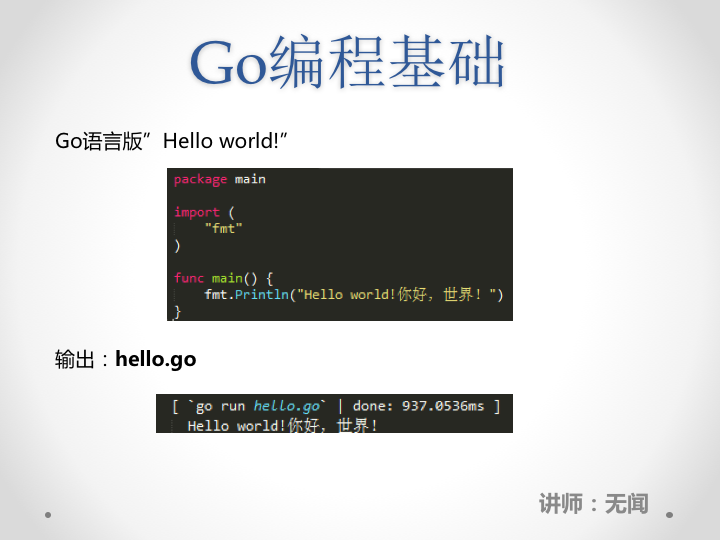 Go编程基础
Go语言版”Hello world!”
package main
import (
"fmt"
)
func main() {
fmt.Println("Hello world!你好，世界！")
}
输出：hello.go
[ `go run hello.go` | done: 937.0536ms ]
Hello world!你好，世界！
讲师：无闻